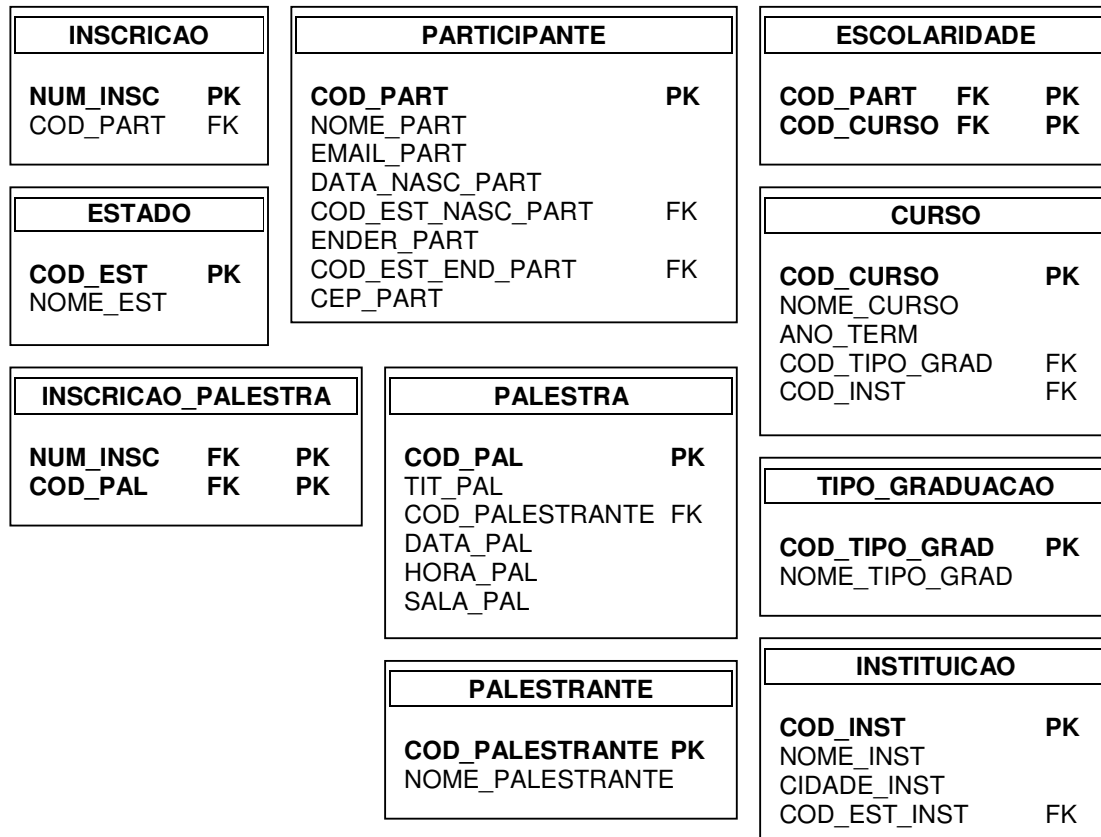 INSCRICAO
NUM_INSC PK
COD_PART FK
PARTICIPANTE
COD_PART PK
NOME_PART
EMAIL_PART
DATA_NASC_PART
COD_EST_NASC_PART FK
ENDER_PART
COD_EST_END_PART FK
CEP_PART
ESCOLARIDADE
COD_PART FK PK
COD_CURSO FK PK
ESTADO
COD_EST PK
NOME_EST
CURSO
COD_CURSO PK
NOME_CURSO
ANO_TERM
COD_TIPO_GRAD FK
COD_INST FK
INSCRICAO_PALESTRA
NUM_INSC FK PK
COD_PAL FK PK
PALESTRA
COD_PAL PK
TIT_PAL
COD_PALESTRANTE FK
DATA_PAL
HORA_PAL
SALA_PAL
TIPO_GRADUACAO
COD_TIPO_GRAD PK
NOME_TIPO_GRAD
PALESTRANTE
COD_PALESTRANTE PK
NOME_PALESTRANTE
INSTITUICAO
COD_INST PK
NOME_INST
CIDADE_INST
COD_EST_INST FK